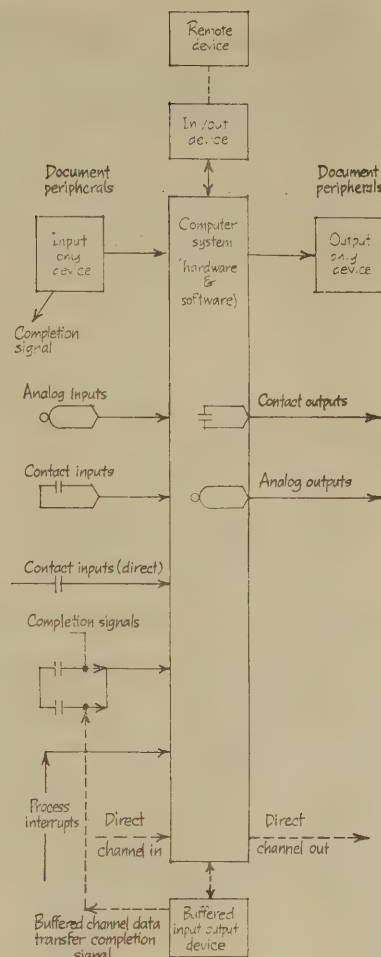 Remote
device
In/out
device
Document
peripherals
Document
peripherals
Input
only
device
Computer
system
(hardware
&
software)
Output
only
device
Completion
signal
Analog Inputs
Contact outputs
Contact inputs
Analog outputs
Contact inputs (direct)
Completion signals
Process
interrupts
Direct
channel in
Direct
channel out
Buffered channel data
transfer completion
signal
Buffered
input output
device